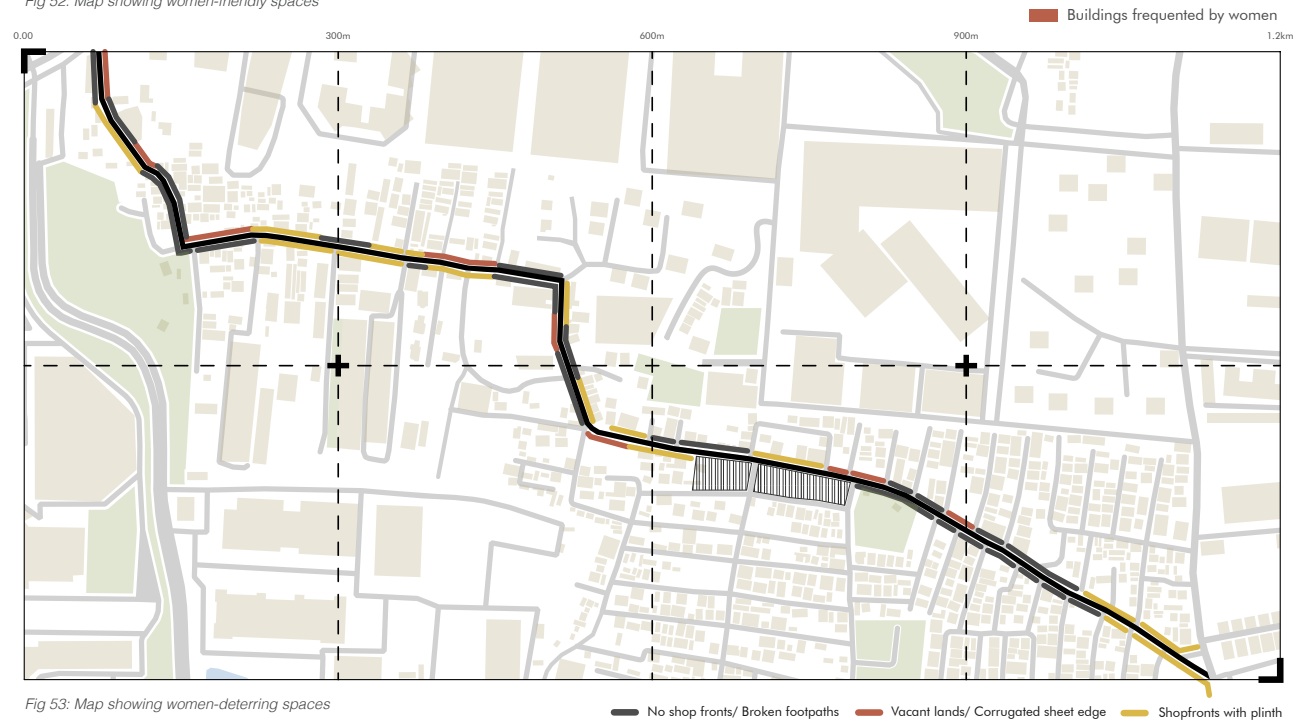 Fig 52: Map showing women-friendly spaces
Buildings frequented by women
0.00 300m 600m 900m 1.2km
Fig 53: Map showing women-deterring spaces
No shop fronts/ Broken footpaths Vacant lands/ Corrugated sheet edge Shopfronts with plinth